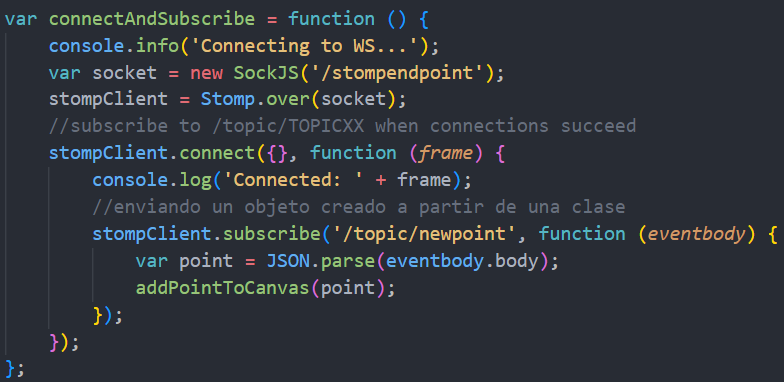 var connectAndSubscribe = function () {
    console.info('Connecting to WS...');
    var socket = new SockJS('/stompendpoint');
    stompClient = Stomp.over(socket);
    //subscribe to /topic/TOPICXX when connections succeed
    stompClient.connect({}, function (frame) {
        console.log('Connected: ' + frame);
        //enviando un objeto creado a partir de una clase
        stompClient.subscribe('/topic/newpoint', function (eventbody) {
            var point = JSON.parse(eventbody.body);
            addPointToCanvas(point);
        });
    });
};